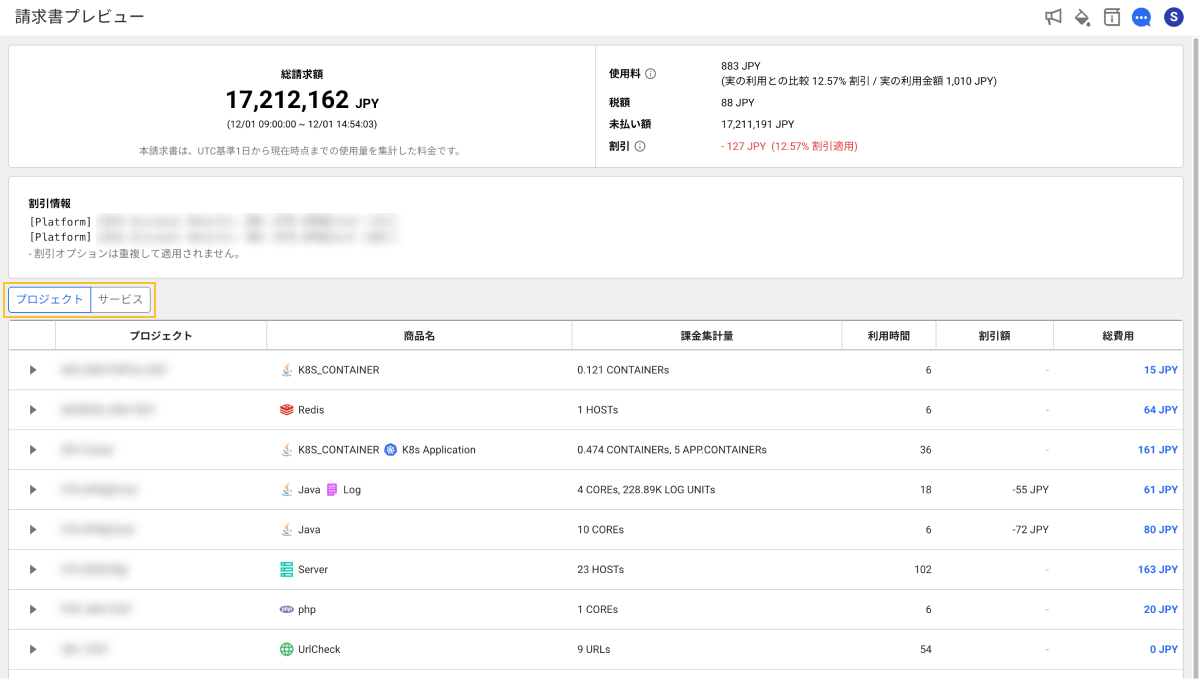 請求書プレビュー
S
総請求額
17,212,162 JPY
(12/01 09:00:00 ~ 12/01 14:54:03)
本請求書は、UTC基準1日から現在時点までの使用量を集計した料金です。
使用料 883 JPY
(実の利用との比較 12.57% 割引 / 実の利用金額 1,010 JPY)
税額 88 JPY
未払い額 17,211,191 JPY
割引 - 127 JPY (12.57% 割引適用)
割引情報
[Platform]
[Platform]
- 割引オプションは重複して適用されません。
プロジェクト サービス
プロジェクト 商品名 課金集計量 利用時間 割引額 総費用
K8S_CONTAINER 0.121 CONTAINERs 6 - 15 JPY
Redis 1 HOSTs 6 - 64 JPY
K8S_CONTAINER K8s Application 0.474 CONTAINERs, 5 APP.CONTAINERs 36 - 161 JPY
Java Log 4 COREs, 228.89K LOG UNITs 18 -55 JPY 61 JPY
Java 10 COREs 6 -72 JPY 80 JPY
Server 23 HOSTs 102 - 163 JPY
php 1 COREs 6 - 20 JPY
UrlCheck 9 URLs 54 - 0 JPY